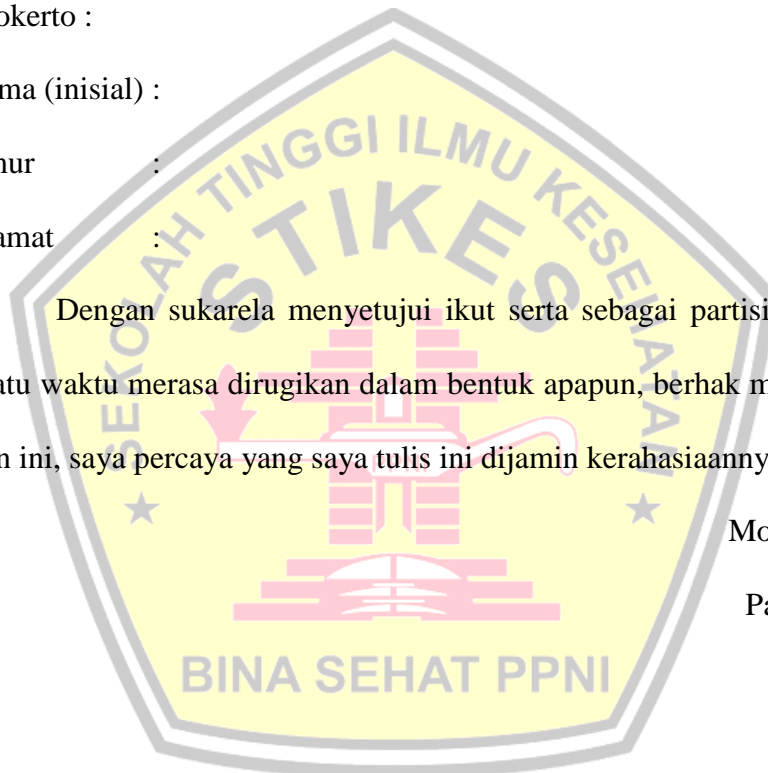 okerto :
ma (inisial) :
nur :
amat :
Dengan sukarela menyetujui ikut serta sebagai partisi
atu waktu merasa dirugikan dalam bentuk apapun, berhak m
n ini, saya percaya yang saya tulis ini dijamin kerahasiaanny
Mo
Pa
SEKOLAH TINGGI ILMU KESEHATAN
STIKES
BINA SEHAT PPNI